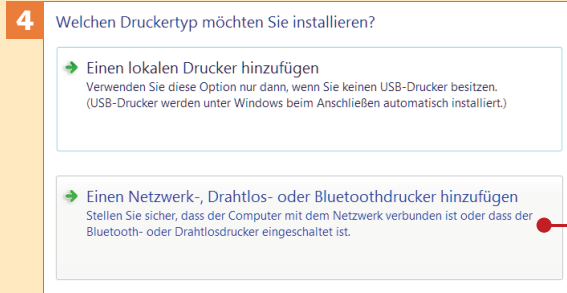 4
Welchen Druckertyp möchten Sie installieren?
Einen lokalen Drucker hinzufügen
Verwenden Sie diese Option nur dann, wenn Sie keinen USB-Drucker besitzen.
(USB-Drucker werden unter Windows beim Anschließen automatisch installiert.)
Einen Netzwerk-, Drahtlos- oder Bluetoothdrucker hinzufügen
Stellen Sie sicher, dass der Computer mit dem Netzwerk verbunden ist oder dass der
Bluetooth- oder Drahtlosdrucker eingeschaltet ist.